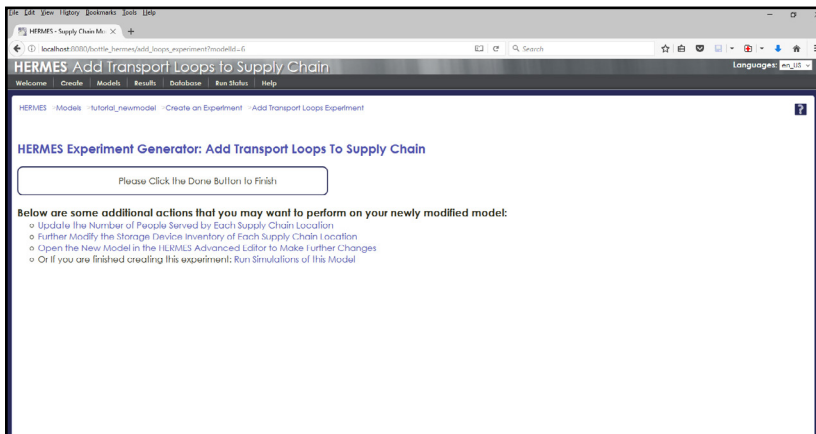 File Edit View History Bookmarks Tools Help
HERMES - Supply Chain Mo
localhost:8080/bottle_hermes/add_loops_experiment?modelId=6
Search
HERMES Add Transport Loops to Supply Chain
Languages: en_US
Welcome Create Models Results Database Run Status Help
HERMES >Models >tutorial_newmodel >Create an Experiment >Add Transport Loops Experiment
?
HERMES Experiment Generator: Add Transport Loops To Supply Chain
Please Click the Done Button to Finish
Below are some additional actions that you may want to perform on your newly modified model:
Update the Number of People Served by Each Supply Chain Location
Further Modify the Storage Device Inventory of Each Supply Chain Location
Open the New Model in the HERMES Advanced Editor to Make Further Changes
Or If you are finished creating this experiment: Run Simulations of this Model